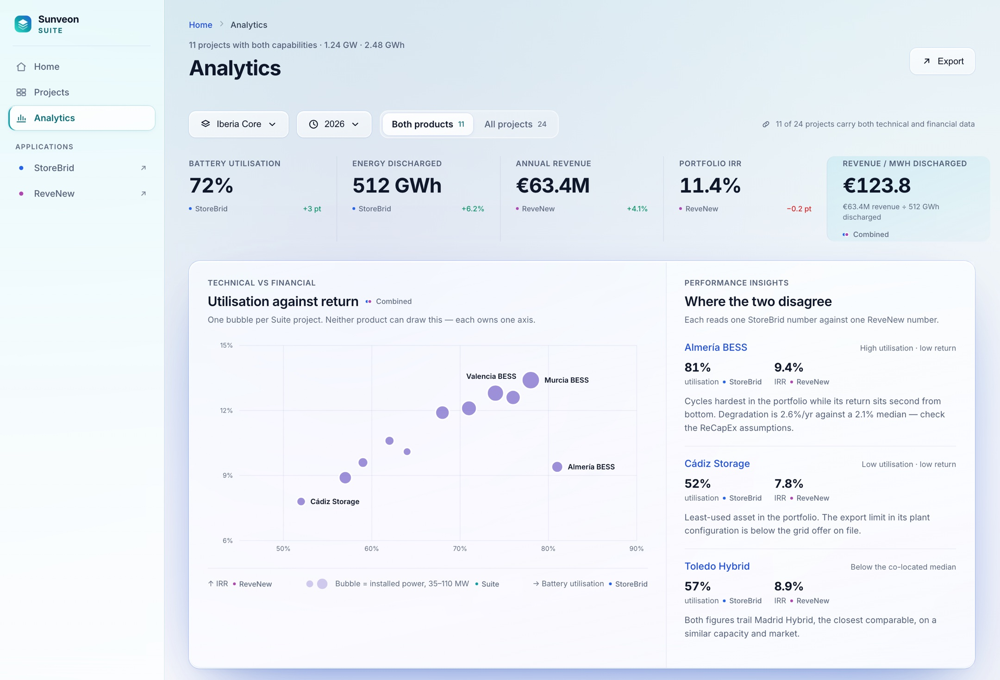 Sunveon
SUITE
Home
Projects
Analytics
APPLICATIONS
StoreBrid
ReveNew
Home > Analytics
11 projects with both capabilities · 1.24 GW · 2.48 GWh
Analytics
Export
Iberia Core
2026
Both products 11
All projects 24
11 of 24 projects carry both technical and financial data
BATTERY UTILISATION
72%
StoreBrid +3 pt
ENERGY DISCHARGED
512 GWh
StoreBrid +6.2%
ANNUAL REVENUE
€63.4M
ReveNew +4.1%
PORTFOLIO IRR
11.4%
ReveNew −0.2 pt
REVENUE / MWH DISCHARGED
€123.8
€63.4M revenue ÷ 512 GWh
discharged
Combined
TECHNICAL VS FINANCIAL
Utilisation against return Combined
One bubble per Suite project. Neither product can draw this — each owns one axis.
15%
12%
9%
6%
Valencia BESS
Murcia BESS
Almería BESS
Cádiz Storage
50% 60% 70% 80% 90%
↑ IRR ReveNew
Bubble = installed power, 35–110 MW Suite
→ Battery utilisation StoreBrid
PERFORMANCE INSIGHTS
Where the two disagree
Each reads one StoreBrid number against one ReveNew number.
Almería BESS
High utilisation · low return
81% 9.4%
utilisation StoreBrid IRR ReveNew
Cycles hardest in the portfolio while its return sits second from
bottom. Degradation is 2.6%/yr against a 2.1% median — check
the ReCapEx assumptions.
Cádiz Storage
Low utilisation · low return
52% 7.8%
utilisation StoreBrid IRR ReveNew
Least-used asset in the portfolio. The export limit in its plant
configuration is below the grid offer on file.
Toledo Hybrid
Below the co-located median
57% 8.9%
utilisation StoreBrid IRR ReveNew
Both figures trail Madrid Hybrid, the closest comparable, on a
similar capacity and market.